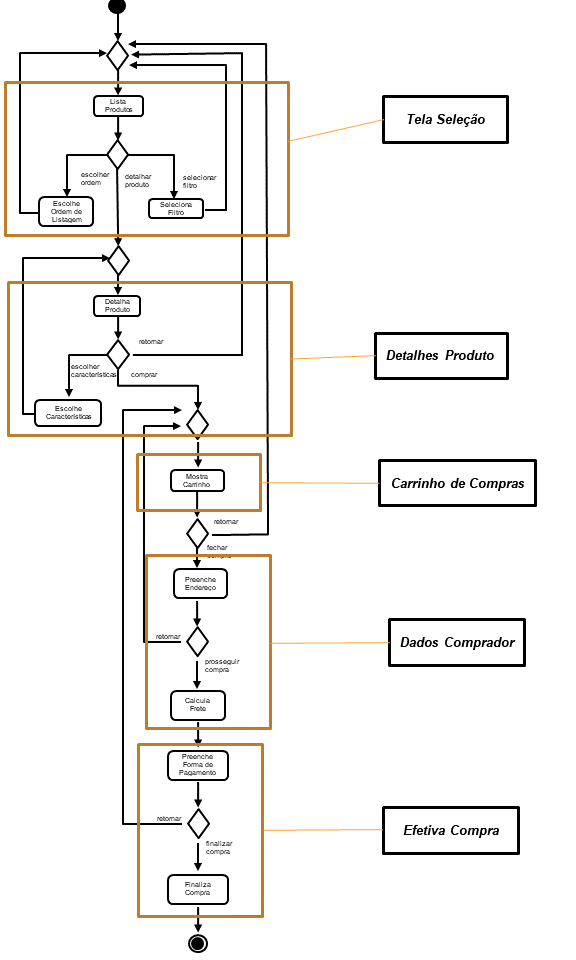 Lista
Produtos
Tela Seleção
escolher
ordem
detalhar
produto
selecionar
filtro
Escolhe
Ordem de
Listagem
Seleciona
Filtro
Detalha
Produto
retornar
Detalhes Produto
escolher
características
comprar
Escolhe
Características
Mostra
Carrinho
Carrinho de Compras
retornar
fechar
compra
Preenche
Endereço
retornar
Dados Comprador
prosseguir
compra
Calcula
Frete
Preenche
Forma de
Pagamento
retornar
Efetiva Compra
finalizar
compra
Finaliza
Compra